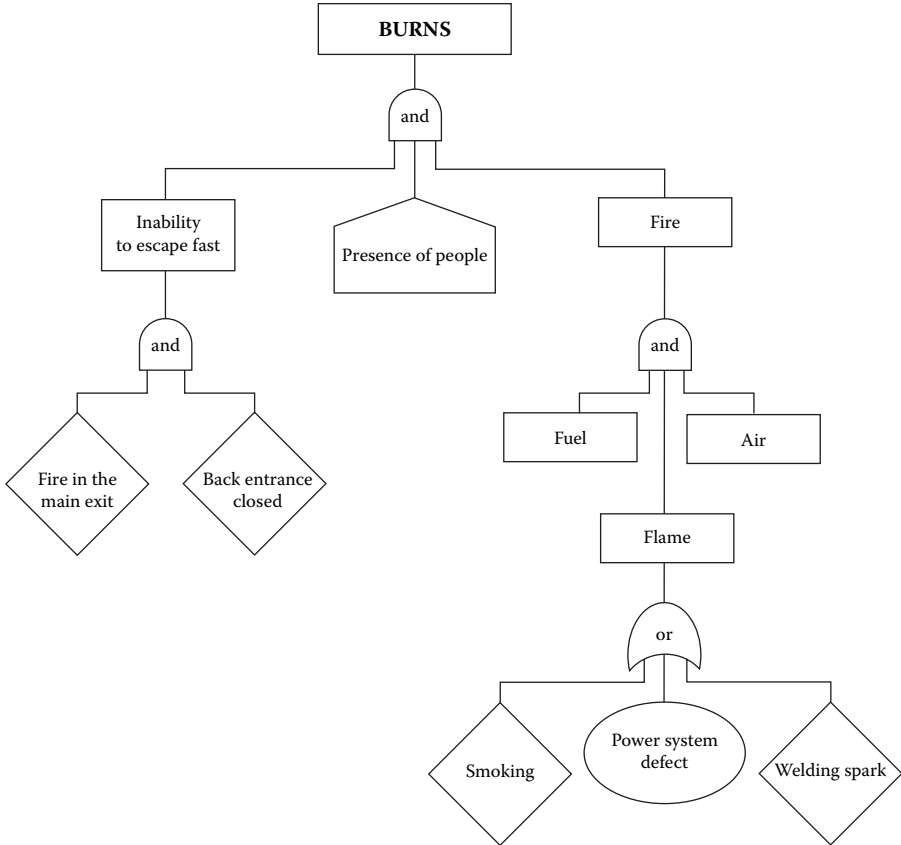 BURNS
and
Inability
to escape fast
Presence of people
Fire
and
and
Fire in the
main exit
Back entrance
closed
Fuel
Air
Flame
or
Smoking
Power system
defect
Welding spark